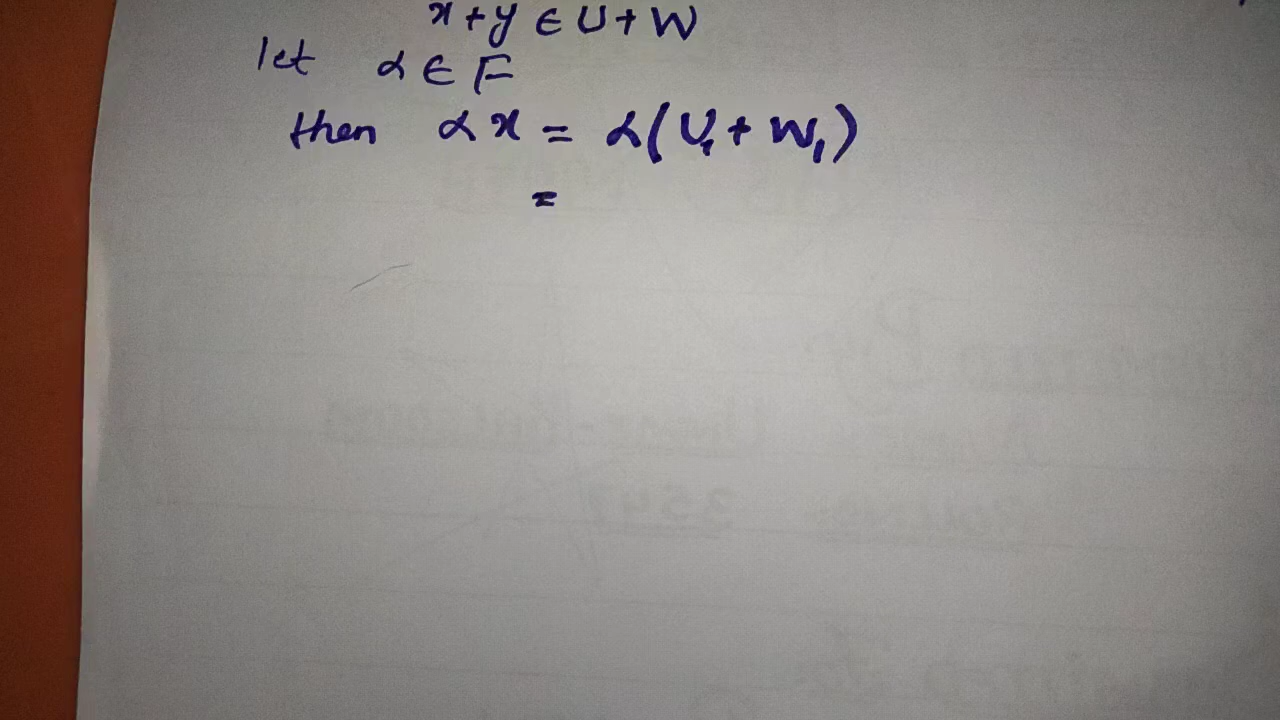 x+y ∈ U+W
let α ∈ F
then αx = α(U₁ + W₁)
=